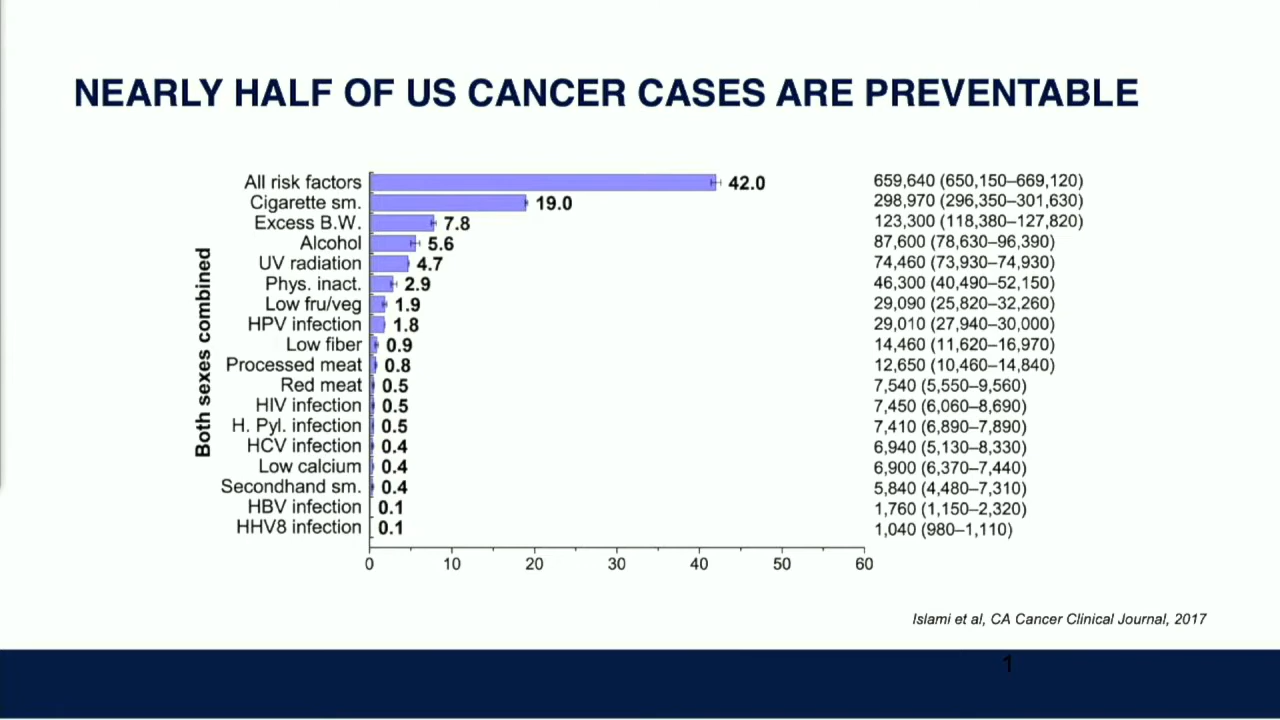 NEARLY HALF OF US CANCER CASES ARE PREVENTABLE
Both sexes combined
All risk factors 42.0 659,640 (650,150–669,120)
Cigarette sm. 19.0 298,970 (296,350–301,630)
Excess B.W. 7.8 123,300 (118,380–127,820)
Alcohol 5.6 87,600 (78,630–96,390)
UV radiation 4.7 74,460 (73,930–74,930)
Phys. inact. 2.9 46,300 (40,490–52,150)
Low fru/veg 1.9 29,090 (25,820–32,260)
HPV infection 1.8 29,010 (27,940–30,000)
Low fiber 0.9 14,460 (11,620–16,970)
Processed meat 0.8 12,650 (10,460–14,840)
Red meat 0.5 7,540 (5,550–9,560)
HIV infection 0.5 7,450 (6,060–8,690)
H. Pyl. infection 0.5 7,410 (6,890–7,890)
HCV infection 0.4 6,940 (5,130–8,330)
Low calcium 0.4 6,900 (6,370–7,440)
Secondhand sm. 0.4 5,840 (4,480–7,310)
HBV infection 0.1 1,760 (1,150–2,320)
HHV8 infection 0.1 1,040 (980–1,110)
0 10 20 30 40 50 60
Islami et al, CA Cancer Clinical Journal, 2017
1